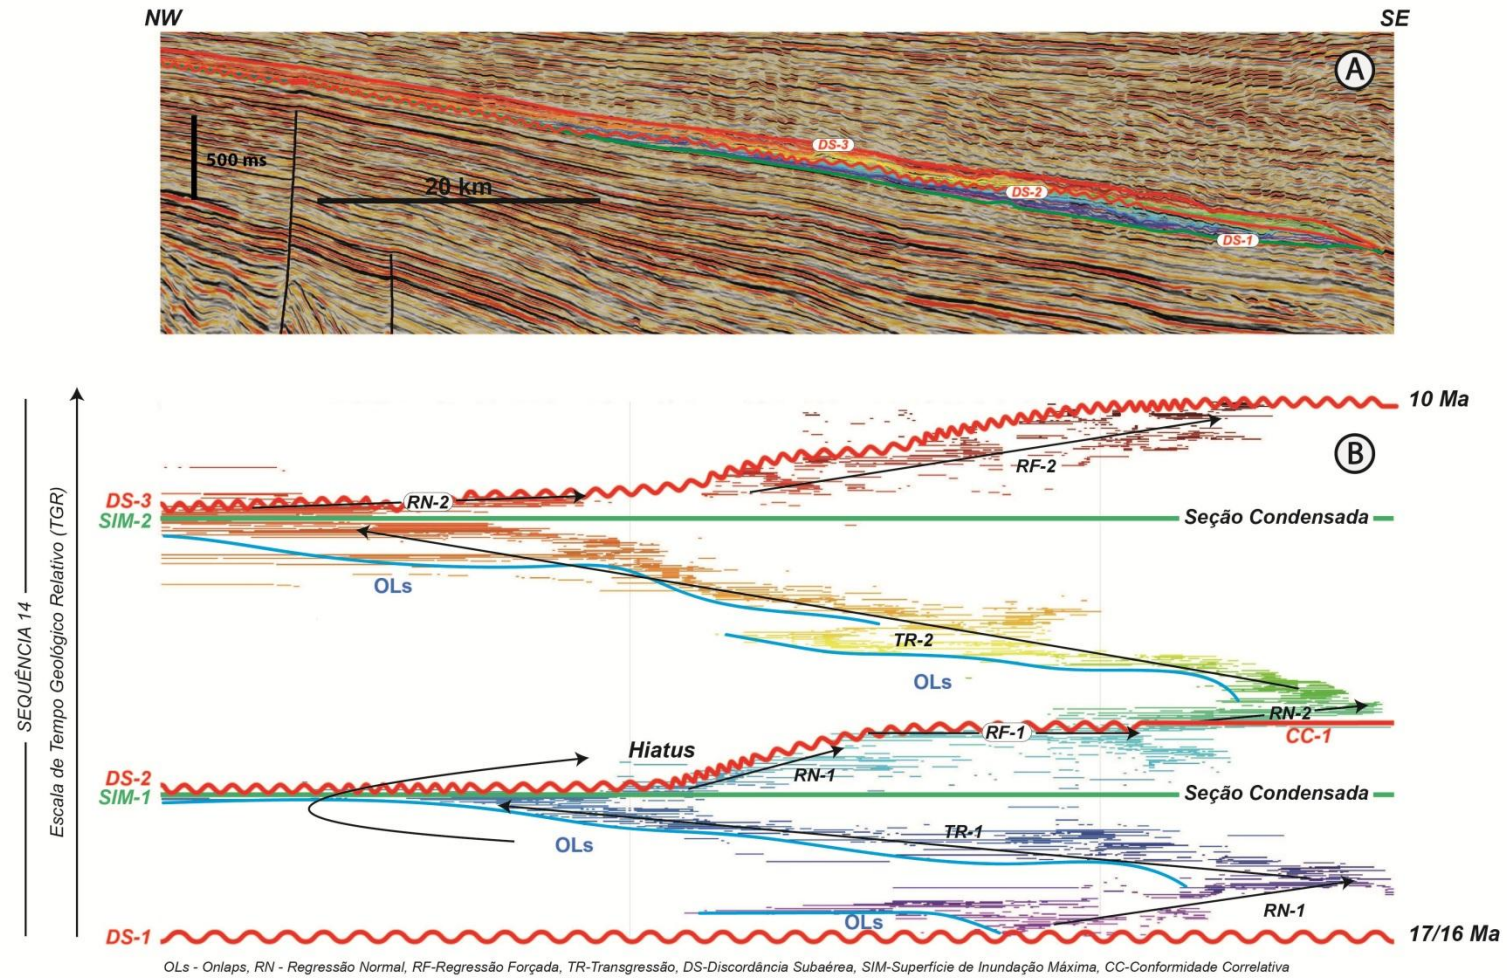 NW
SE
A
500 ms
20 km
DS-3
DS-2
DS-1
10 Ma
B
RF-2
DS-3
RN-2
SIM-2
Seção Condensada
OLs
TR-2
OLs
RN-2
RF-1
CC-1
Hiatus
RN-1
DS-2
SIM-1
Seção Condensada
TR-1
OLs
RN-1
OLs
DS-1
17/16 Ma
SEQUÊNCIA 14
Escala de Tempo Geológico Relativo (TGR)
OLs - Onlaps, RN - Regressão Normal, RF-Regressão Forçada, TR-Transgressão, DS-Discordância Subaérea, SIM-Superfície de Inundação Máxima, CC-Conformidade Correlativa